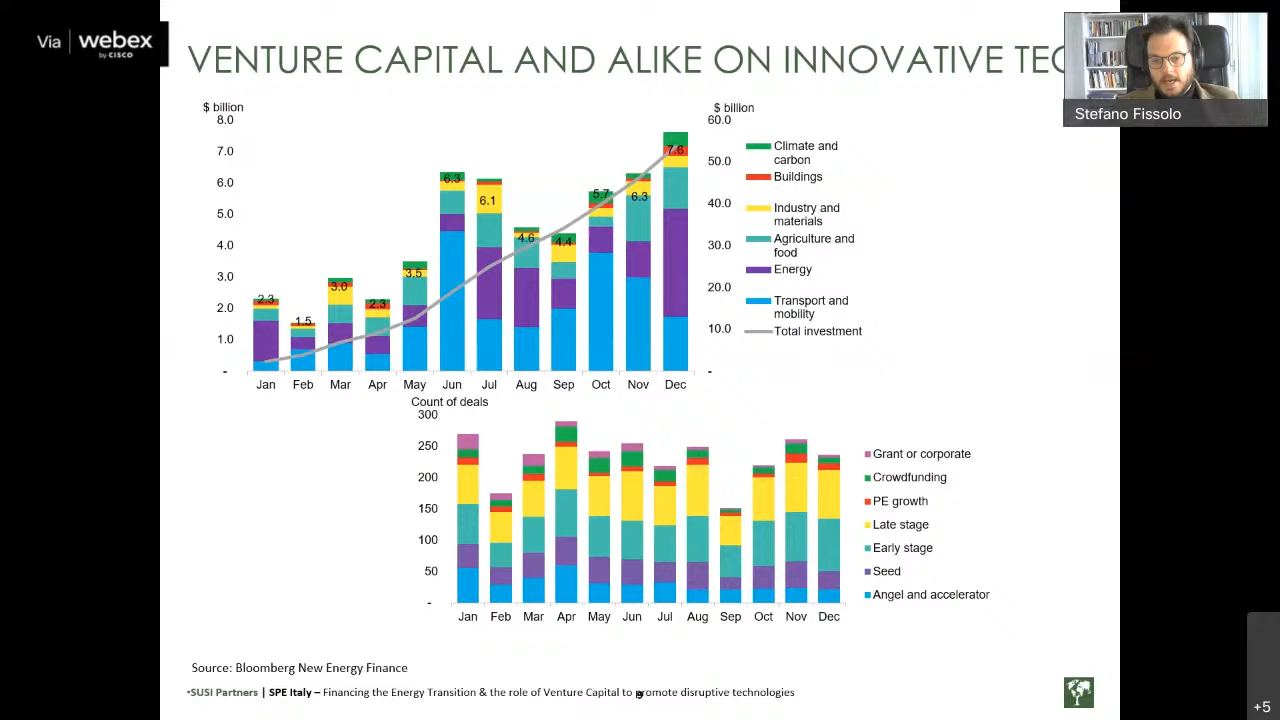 Via | webex
by CISCO
VENTURE CAPITAL AND ALIKE ON INNOVATIVE TEC
Stefano Fissolo
$ billion
8.0
7.0
6.0
5.0
4.0
3.0
2.0
1.0
-
2.3
1.5
3.0
2.3
3.5
6.3
6.1
4.6
4.4
5.7
6.3
7.6
Jan Feb Mar Apr May Jun Jul Aug Sep Oct Nov Dec
$ billion
60.0
50.0
40.0
30.0
20.0
10.0
-
Climate and
carbon
Buildings
Industry and
materials
Agriculture and
food
Energy
Transport and
mobility
Total investment
Count of deals
300
250
200
150
100
50
-
Jan Feb Mar Apr May Jun Jul Aug Sep Oct Nov Dec
Grant or corporate
Crowdfunding
PE growth
Late stage
Early stage
Seed
Angel and accelerator
Source: Bloomberg New Energy Finance
•SUSI Partners | SPE Italy – Financing the Energy Transition & the role of Venture Capital to promote disruptive technologies
+5